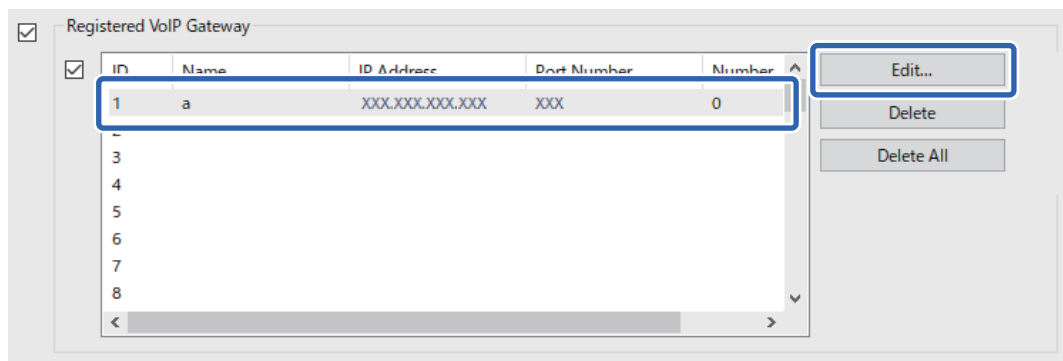 Registered VoIP Gateway
ID Name IP Address Port Number Number
Edit...
1 a XXX.XXX.XXX.XXX XXX 0
Delete
2
3
Delete All
4
5
6
7
8